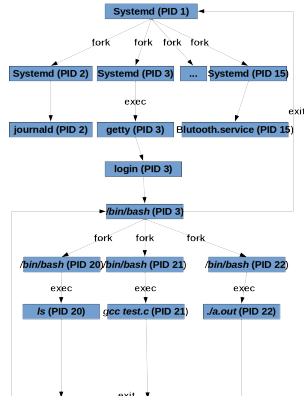 Systemd (PID 1)
fork fork fork fork
Systemd (PID 2) Systemd (PID 3) ... Systemd (PID 15)
exec
exit
journald (PID 2) getty (PID 3) Blutooth.service (PID 15)
login (PID 3)
/bin/bash (PID 3)
fork fork fork
/bin/bash (PID 20) /bin/bash (PID 21) /bin/bash (PID 22)
exec exec exec
ls (PID 20) gcc test.c (PID 21) ./a.out (PID 22)
exit